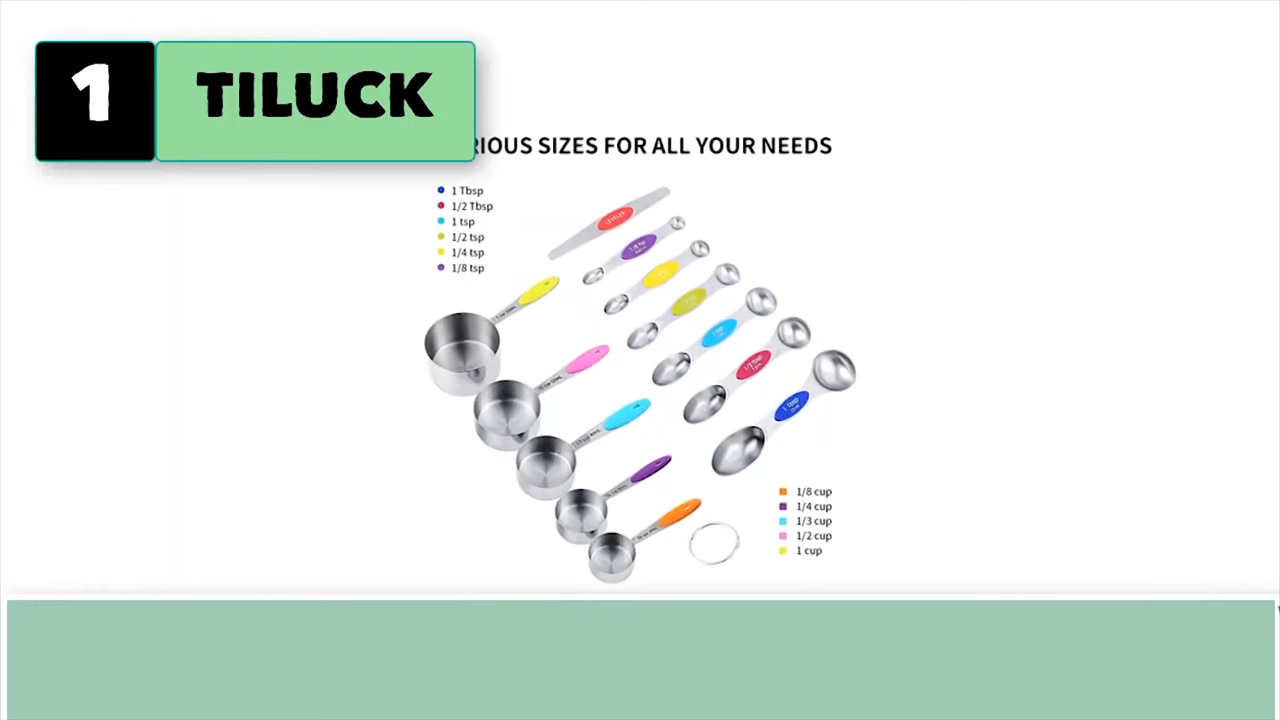 1 TILUCK
RIOUS SIZES FOR ALL YOUR NEEDS
1 Tbsp
1/2 Tbsp
1 tsp
1/2 tsp
1/4 tsp
1/8 tsp
LEVELER
1/8 cup
1/4 cup
1/3 cup
1/2 cup
1 cup